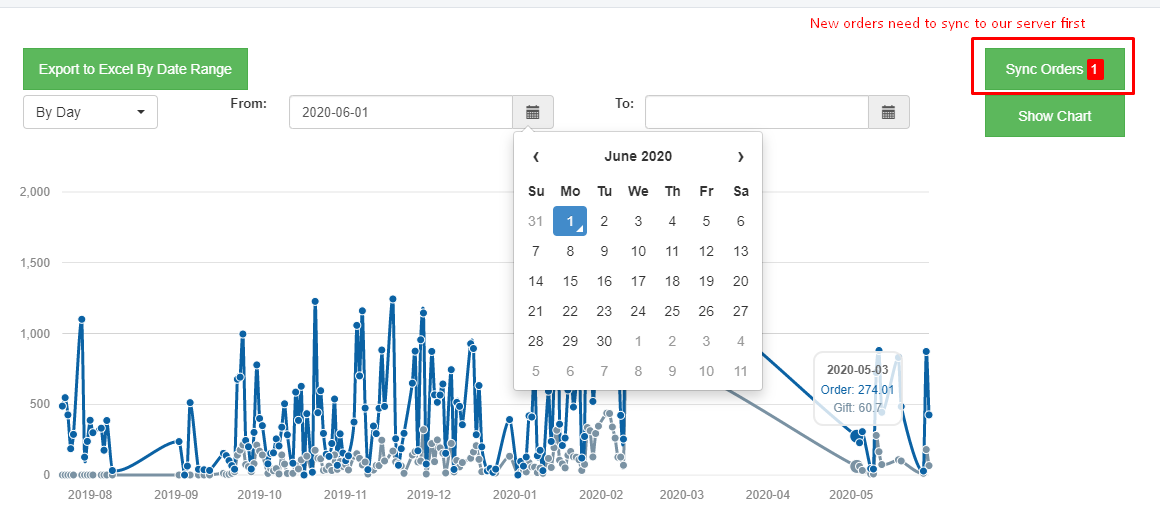 New orders need to sync to our server first
Export to Excel By Date Range
Sync Orders 1
By Day
From:
2020-06-01
To:
Show Chart
‹ June 2020 ›
Su Mo Tu We Th Fr Sa
31 1 2 3 4 5 6
7 8 9 10 11 12 13
14 15 16 17 18 19 20
21 22 23 24 25 26 27
28 29 30 1 2 3 4
5 6 7 8 9 10 11
2,000
1,500
1,000
500
0
2020-05-03
Order: 274.01
Gift: 60.7
2019-08 2019-09 2019-10 2019-11 2019-12 2020-01 2020-02 2020-03 2020-04 2020-05